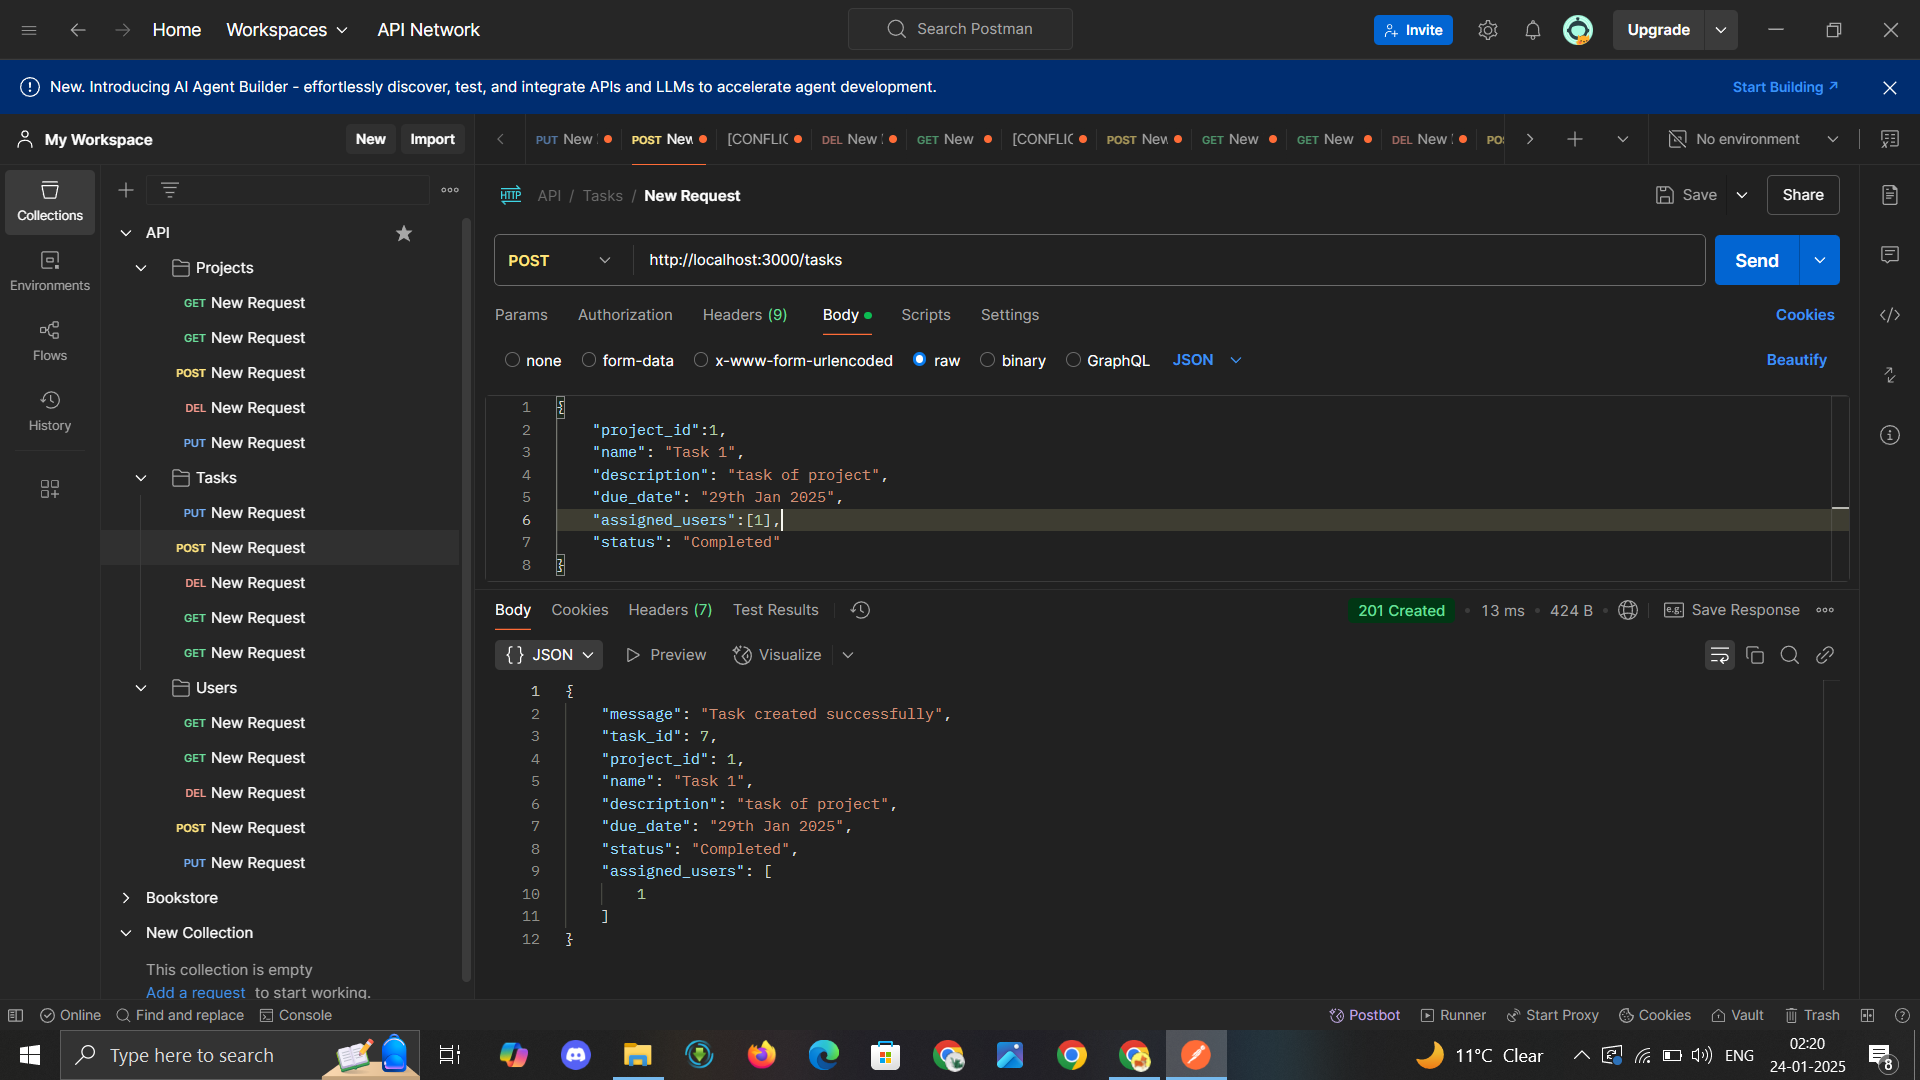 Home Workspaces API Network Search Postman Invite Upgrade
New. Introducing AI Agent Builder - effortlessly discover, test, and integrate APIs and LLMs to accelerate agent development. Start Building
My Workspace New Import
PUT New POST New [CONFLIC DEL New GET New [CONFLIC POST New GET New GET New DEL New No environment
Collections
Environments
Flows
History
API
Projects
GET New Request
GET New Request
POST New Request
DEL New Request
PUT New Request
Tasks
PUT New Request
POST New Request
DEL New Request
GET New Request
GET New Request
Users
GET New Request
GET New Request
DEL New Request
POST New Request
PUT New Request
Bookstore
New Collection
This collection is empty
Add a request to start working.
HTTP API / Tasks / New Request Save Share
POST http://localhost:3000/tasks Send
Params Authorization Headers (9) Body Scripts Settings Cookies
none form-data x-www-form-urlencoded raw binary GraphQL JSON Beautify
1 {
2 "project_id":1,
3 "name": "Task 1",
4 "description": "task of project",
5 "due_date": "29th Jan 2025",
6 "assigned_users":[1],
7 "status": "Completed"
8 }
Body Cookies Headers (7) Test Results 201 Created 13 ms 424 B e.g. Save Response
{} JSON Preview Visualize
1 {
2 "message": "Task created successfully",
3 "task_id": 7,
4 "project_id": 1,
5 "name": "Task 1",
6 "description": "task of project",
7 "due_date": "29th Jan 2025",
8 "status": "Completed",
9 "assigned_users": [
10 1
11 ]
12 }
Online Find and replace Console Postbot Runner Start Proxy Cookies Vault Trash
Type here to search 11°C Clear ENG 02:20
24-01-2025 8